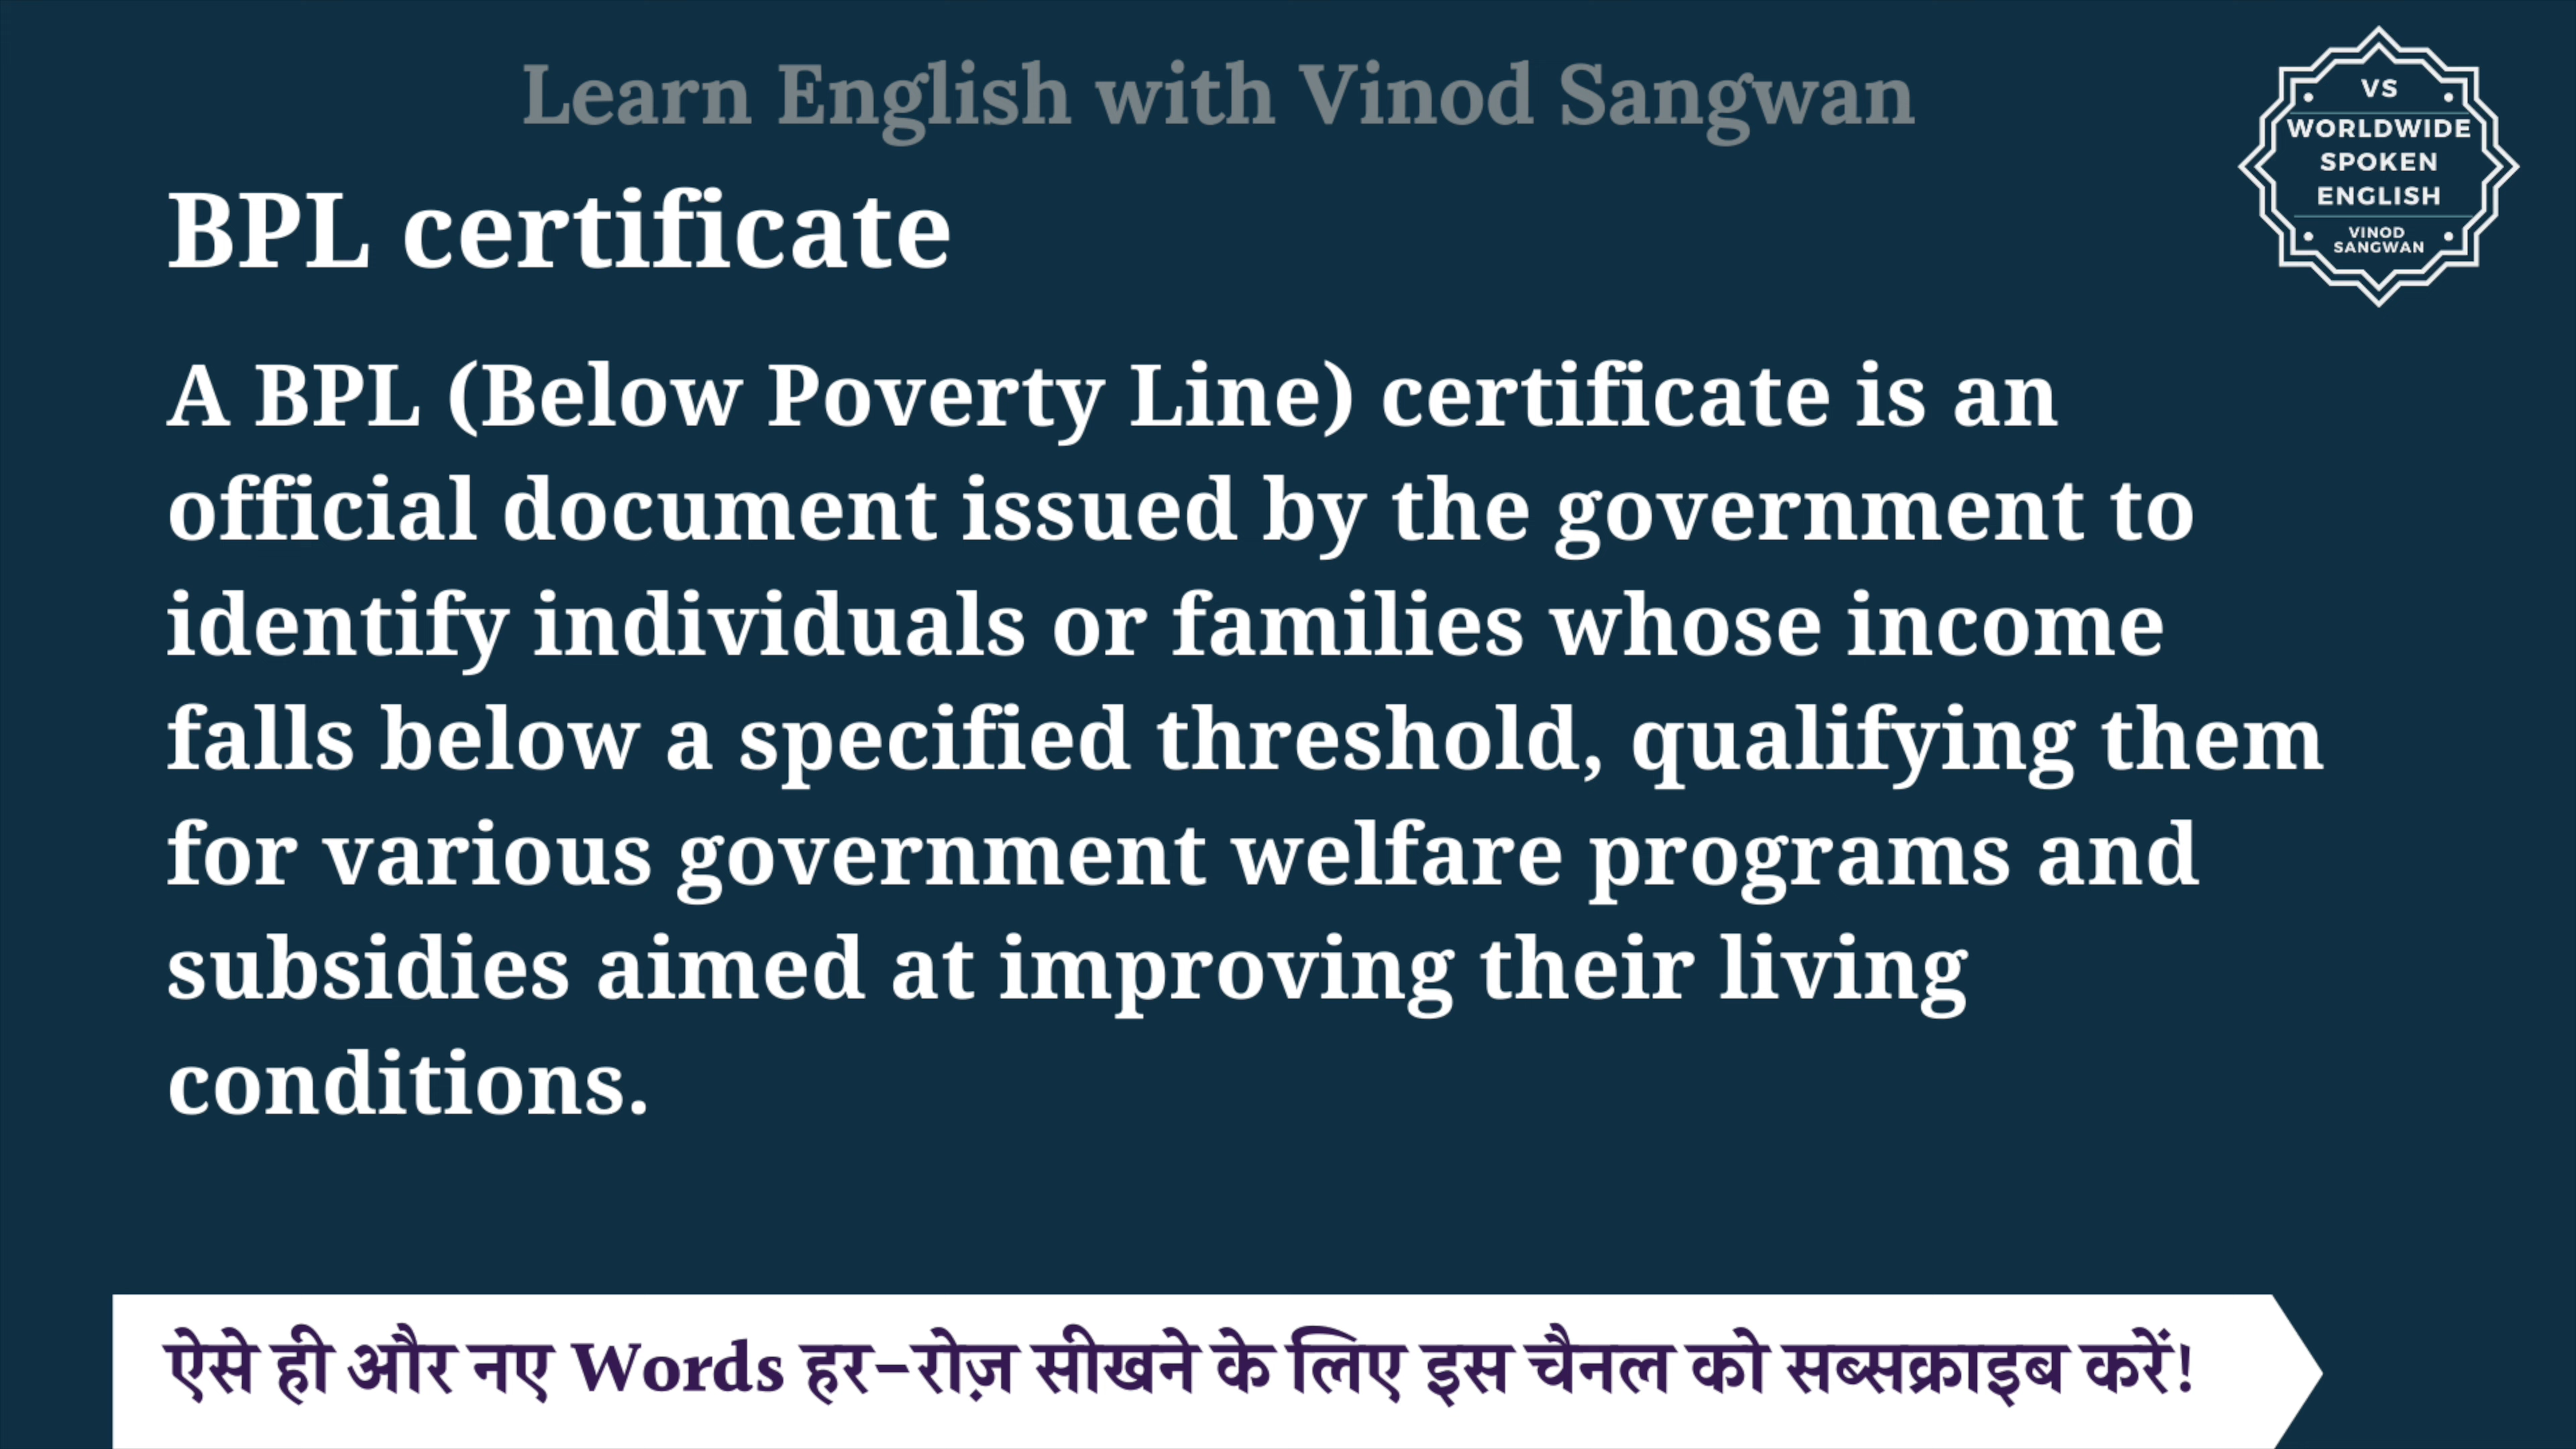 Learn English with Vinod Sangwan
VS
WORLDWIDE
SPOKEN
ENGLISH
VINOD
SANGWAN
BPL certificate
A BPL (Below Poverty Line) certificate is an
official document issued by the government to
identify individuals or families whose income
falls below a specified threshold, qualifying them
for various government welfare programs and
subsidies aimed at improving their living
conditions.
ऐसे ही और नए Words हर-रोज़ सीखने के लिए इस चैनल को सब्सक्राइब करें!